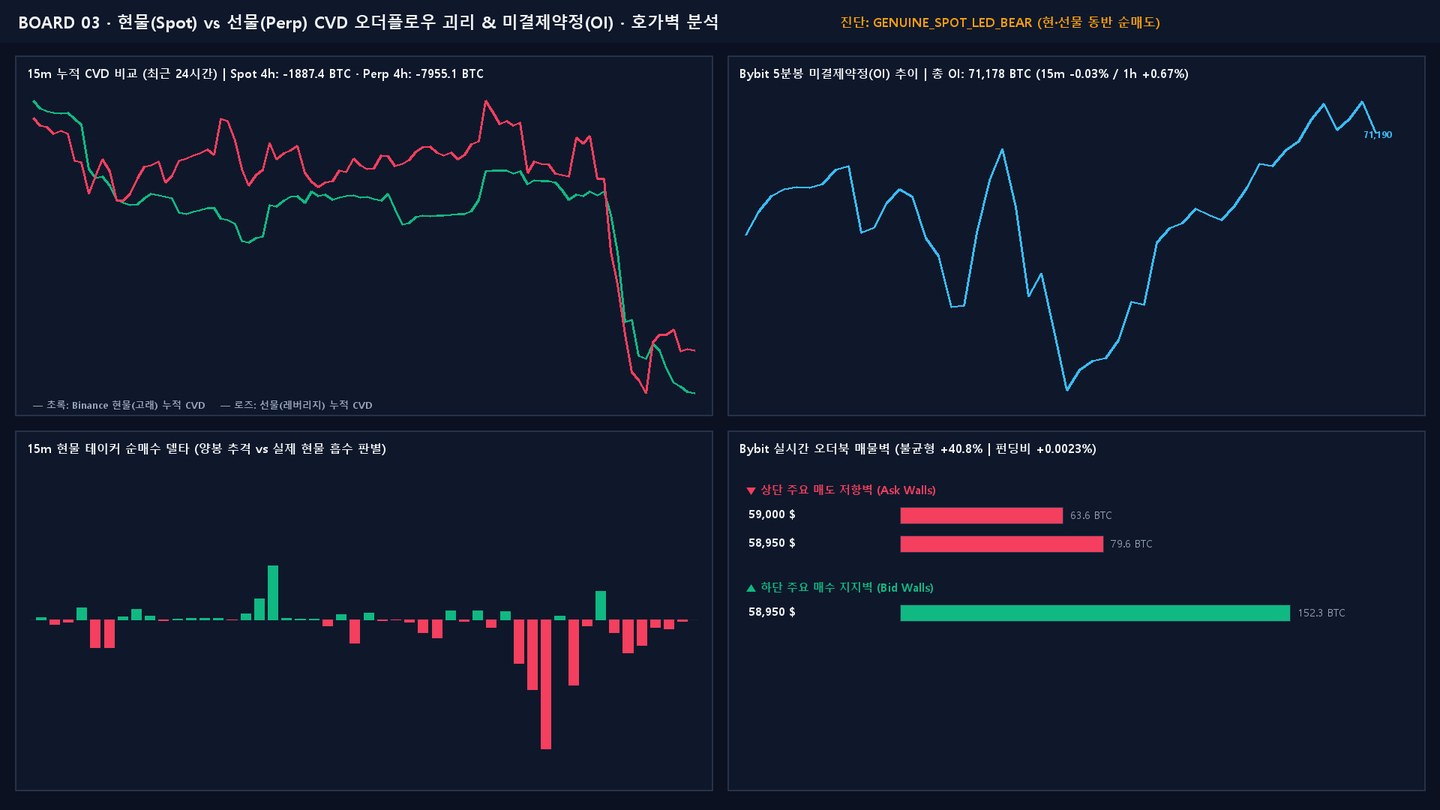 BOARD 03 · 현물(Spot) vs 선물(Perp) CVD 오더플로우 괴리 & 미결제약정(OI) · 호가벽 분석
진단: GENUINE_SPOT_LED_BEAR (현·선물 동반 순매도)
15m 누적 CVD 비교 (최근 24시간) | Spot 4h: -1887.4 BTC · Perp 4h: -7955.1 BTC
— 초록: Binance 현물(고래) 누적 CVD — 로즈: 선물(레버리지) 누적 CVD
Bybit 5분봉 미결제약정(OI) 추이 | 총 OI: 71,178 BTC (15m -0.03% / 1h +0.67%)
71,190
15m 현물 테이커 순매수 델타 (양봉 추격 vs 실제 현물 흡수 판별)
Bybit 실시간 오더북 매물벽 (불균형 +40.8% | 펀딩비 +0.0023%)
▼ 상단 주요 매도 저항벽 (Ask Walls)
59,000 $ 63.6 BTC
58,950 $ 79.6 BTC
▲ 하단 주요 매수 지지벽 (Bid Walls)
58,950 $ 152.3 BTC